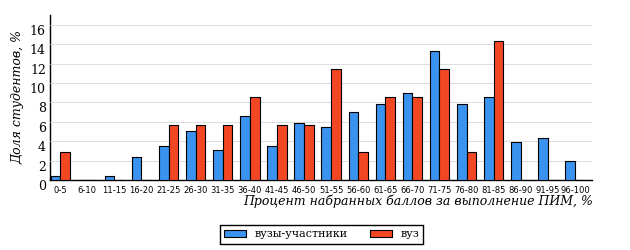 Доля студентов, %
16
14
12
10
8
6
4
2
0
0-5 6-10 11-15 16-20 21-25 26-30 31-35 36-40 41-45 46-50 51-55 56-60 61-65 66-70 71-75 76-80 81-85 86-90 91-95 96-100
Процент набранных баллов за выполнение ПИМ, %
вузы-участники вуз